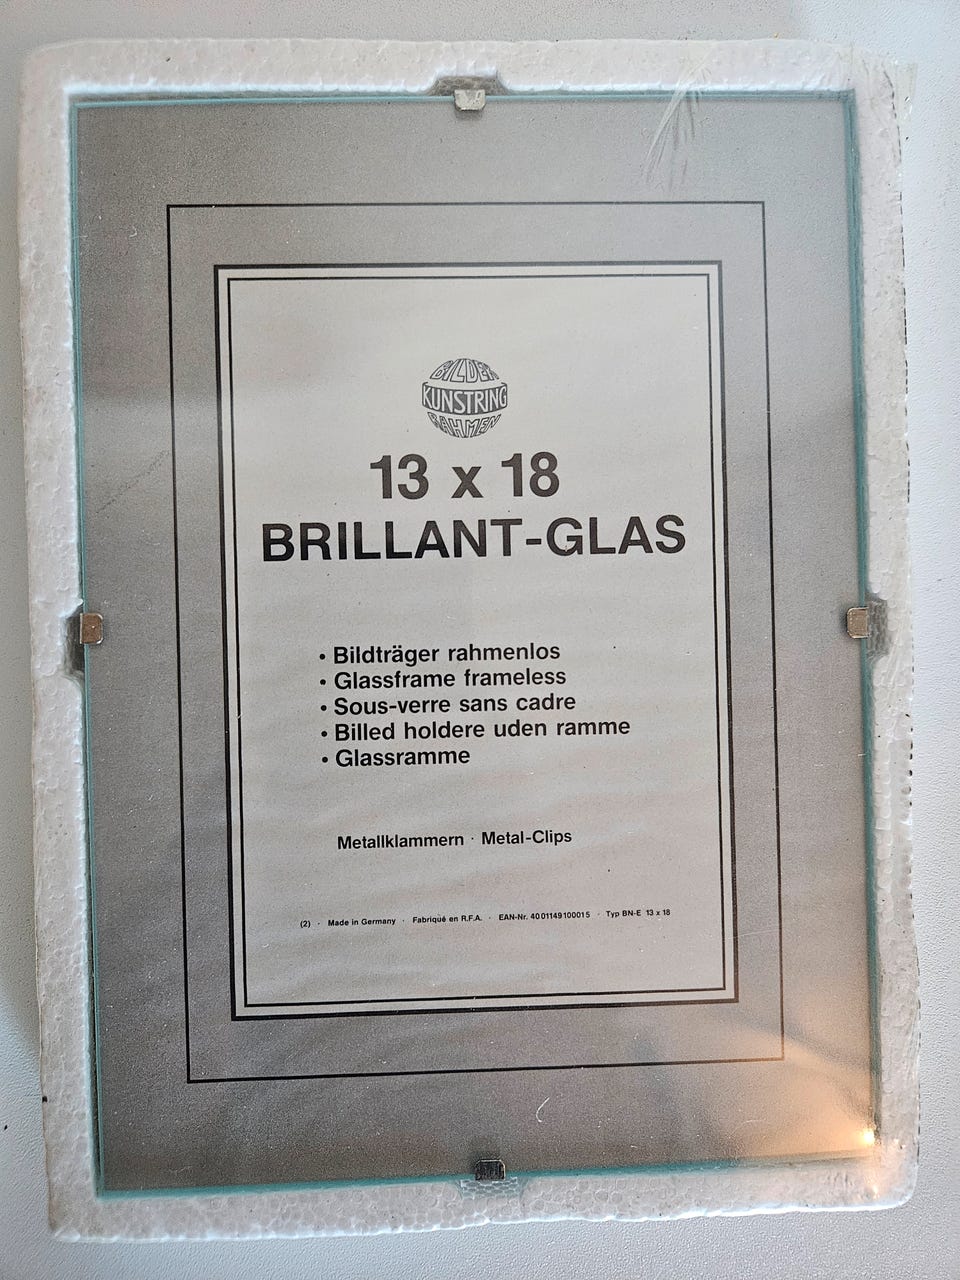 BILDER
KUNSTRING
RAHMEN
13 x 18
BRILLANT-GLAS
• Bildträger rahmenlos
• Glassframe frameless
• Sous-verre sans cadre
• Billed holdere uden ramme
• Glassramme
Metallklammern · Metal-Clips
(2) · Made in Germany · Fabriqué en R.F.A. · EAN-Nr. 4001149100015 · Typ BN-E 13 x 18